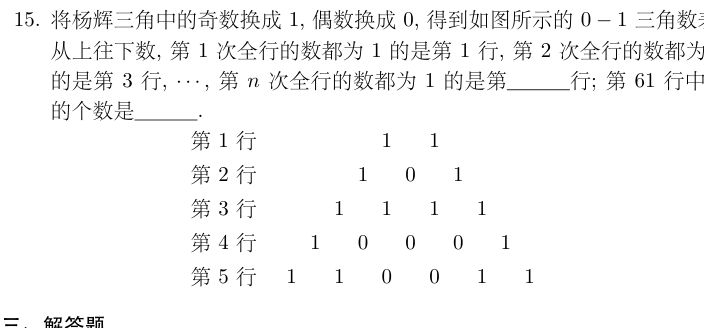 15. 将杨辉三角中的奇数换成 1, 偶数换成 0, 得到如图所示的 0 − 1 三角数
从上往下数, 第 1 次全行的数都为 1 的是第 1 行, 第 2 次全行的数都为
的是第 3 行, ⋯, 第 n 次全行的数都为 1 的是第______行; 第 61 行中
的个数是______.
第 1 行 1 1
第 2 行 1 0 1
第 3 行 1 1 1 1
第 4 行 1 0 0 0 1
第 5 行 1 1 0 0 1 1
三、解答题